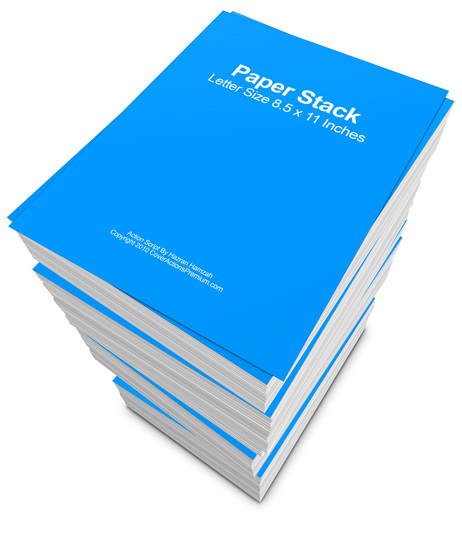 Paper Stack
Letter Size 8.5 x 11 Inches
Action Script By Hazran Hamzah
Copyright 2010 CoverActionsPremium.com